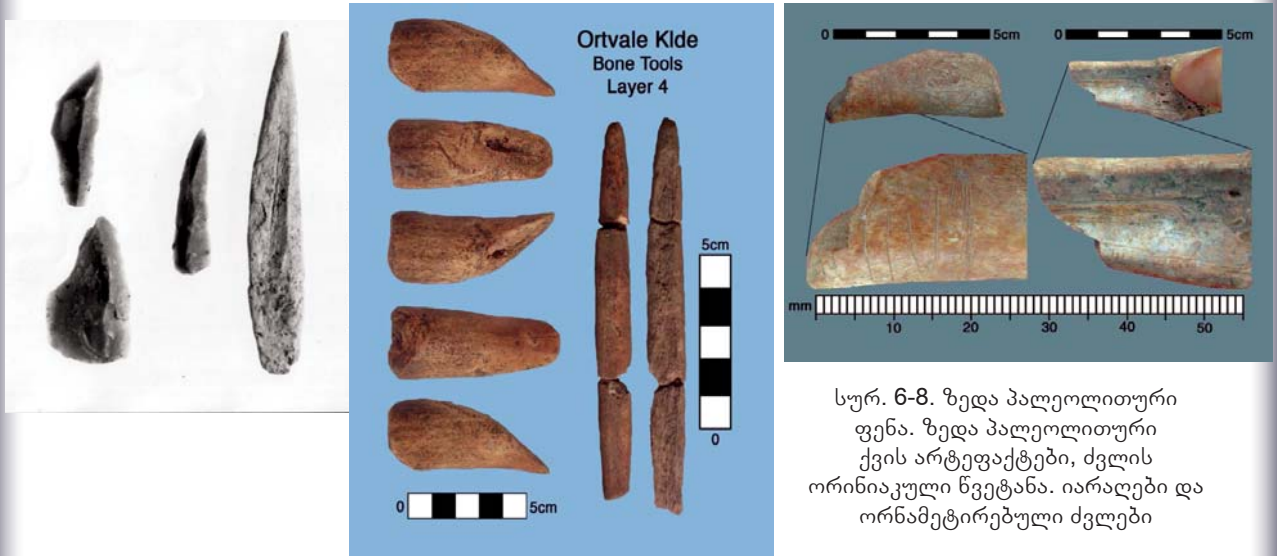 Ortvale Klde
Bone Tools
Layer 4
5cm
0
0 5cm
0 5cm 0 5cm
mm
10 20 30 40 50
სურ. 6-8. ზედა პალეოლითური
ფენა. ზედა პალეოლითური
ქვის არტეფაქტები, ძვლის
ორინიაკული წვეტანა. იარაღები და
ორნამეტირებული ძვლები